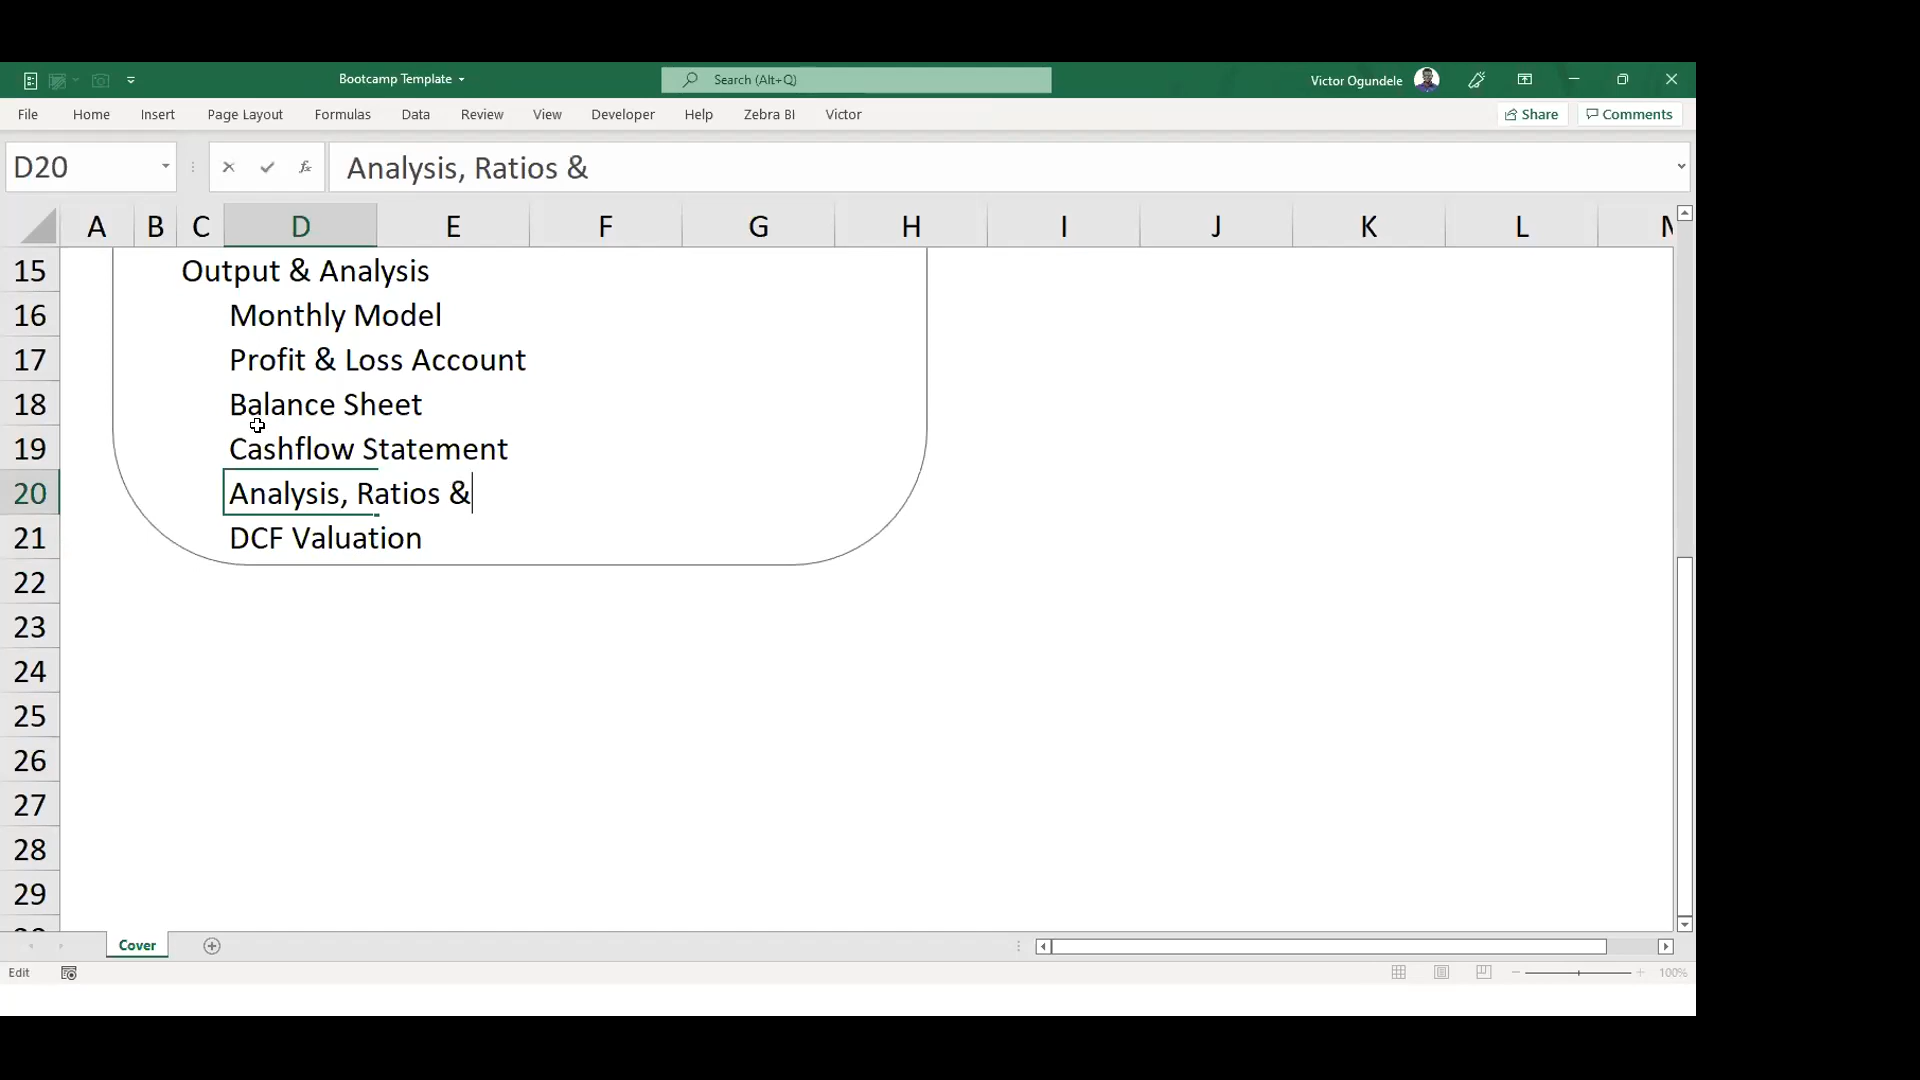 Bootcamp Template
Search (Alt+Q)
Victor Ogundele
File Home Insert Page Layout Formulas Data Review View Developer Help Zebra BI Victor
Share Comments
D20 fx Analysis, Ratios &
A B C D E F G H I J K L
15 Output & Analysis
16 Monthly Model
17 Profit & Loss Account
18 Balance Sheet
19 Cashflow Statement
20 Analysis, Ratios &
21 DCF Valuation
22
23
24
25
26
27
28
29
Cover
Edit
100%